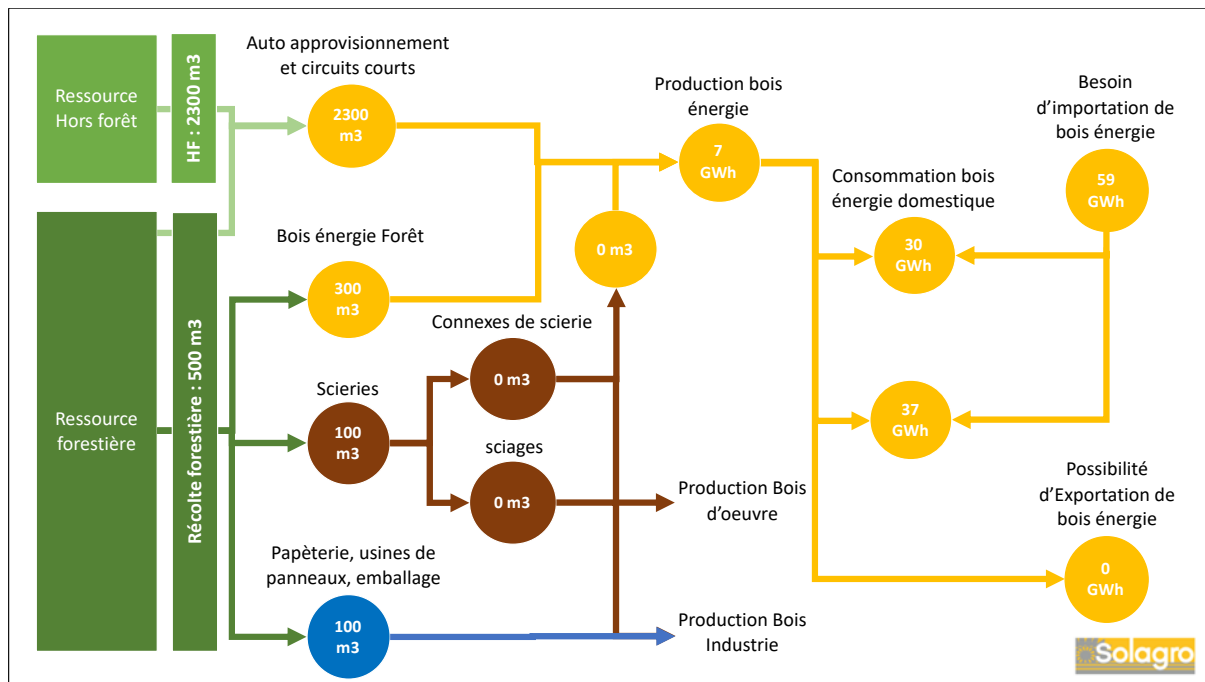 Ressource
Hors forêt
HF : 2300 m3
Auto approvisionnement
et circuits courts
2300
m3
Production bois
énergie
7
GWh
Besoin
d'importation de
bois énergie
59
GWh
Consommation bois
énergie domestique
30
GWh
Bois énergie Forêt
300
m3
0 m3
Ressource
forestière
Récolte forestière : 500 m3
Connexes de scierie
0 m3
Scieries
100
m3
sciages
0 m3
37
GWh
Production Bois
d'oeuvre
Possibilité
d'Exportation de
bois énergie
0
GWh
Papèterie, usines de
panneaux, emballage
100
m3
Production Bois
Industrie
Solagro